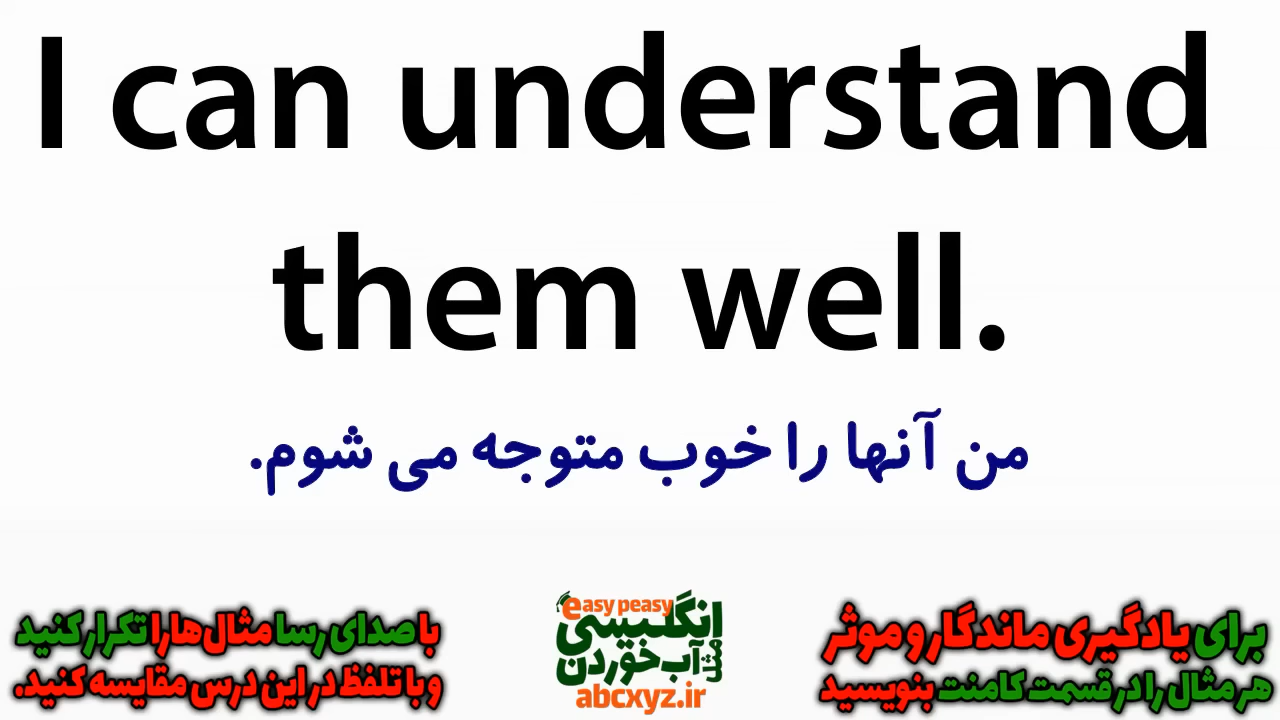 I can understand
them well.
من آنها را خوب متوجه می شوم.
برای یادگیری ماندگار و موثر
هر مثال را در قسمت کامنت بنویسید
easy peasy
انگلیسی
مثل آب خوردن
abcxyz.ir
با صدای رسا مثال‌ها را تکرار کنید
و با تلفظ در این درس مقایسه کنید.